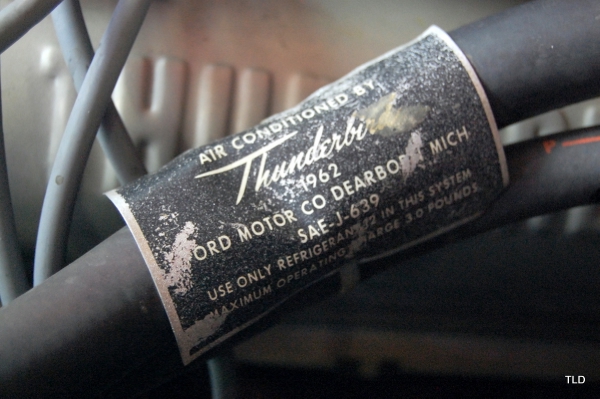 AIR CONDITIONED BY
Thunderbird
1962
ORD MOTOR CO DEARBORN, MICH
SAE-J-639
USE ONLY REFRIGERANT 12 IN THIS SYSTEM
MAXIMUM OPERATING CHARGE 3.0 POUNDS.
TLD